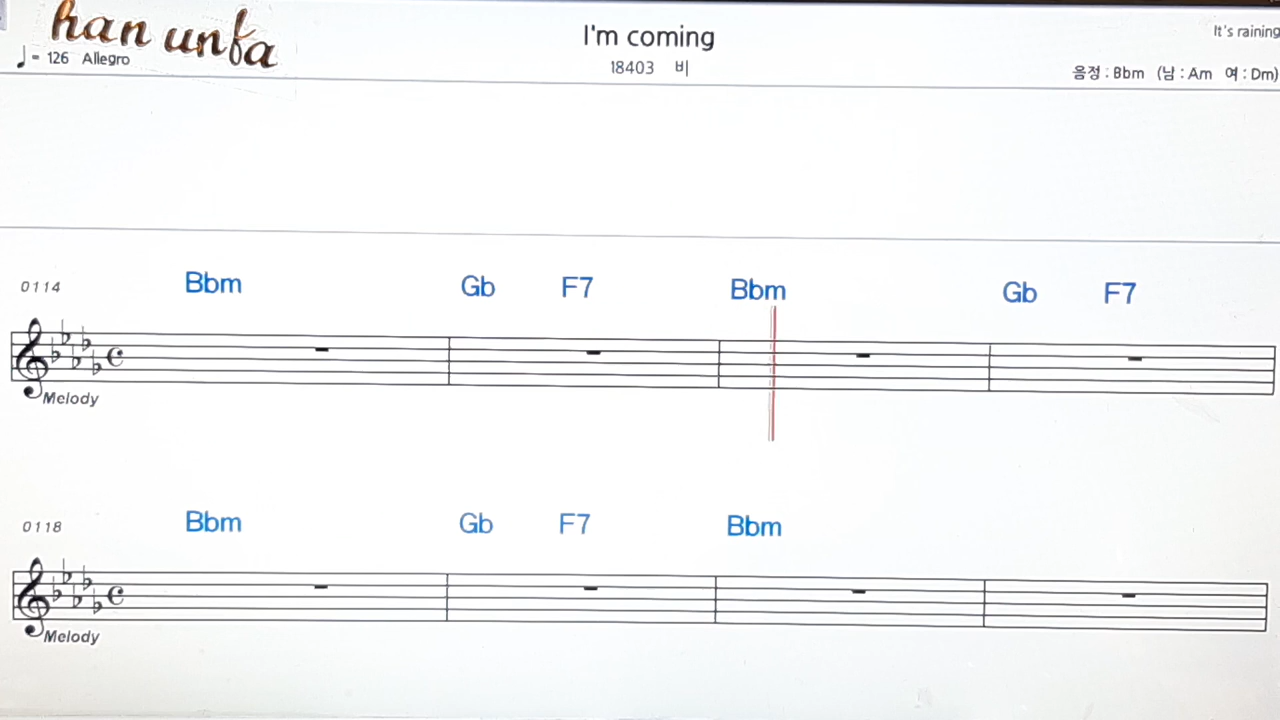 han unfa
I'm coming
It's raining
♩= 126 Allegro
18403 비
음정 : Bbm (남 : Am 여 : Dm)
0114 Bbm Gb F7 Bbm Gb F7
Melody
0118 Bbm Gb F7 Bbm
Melody